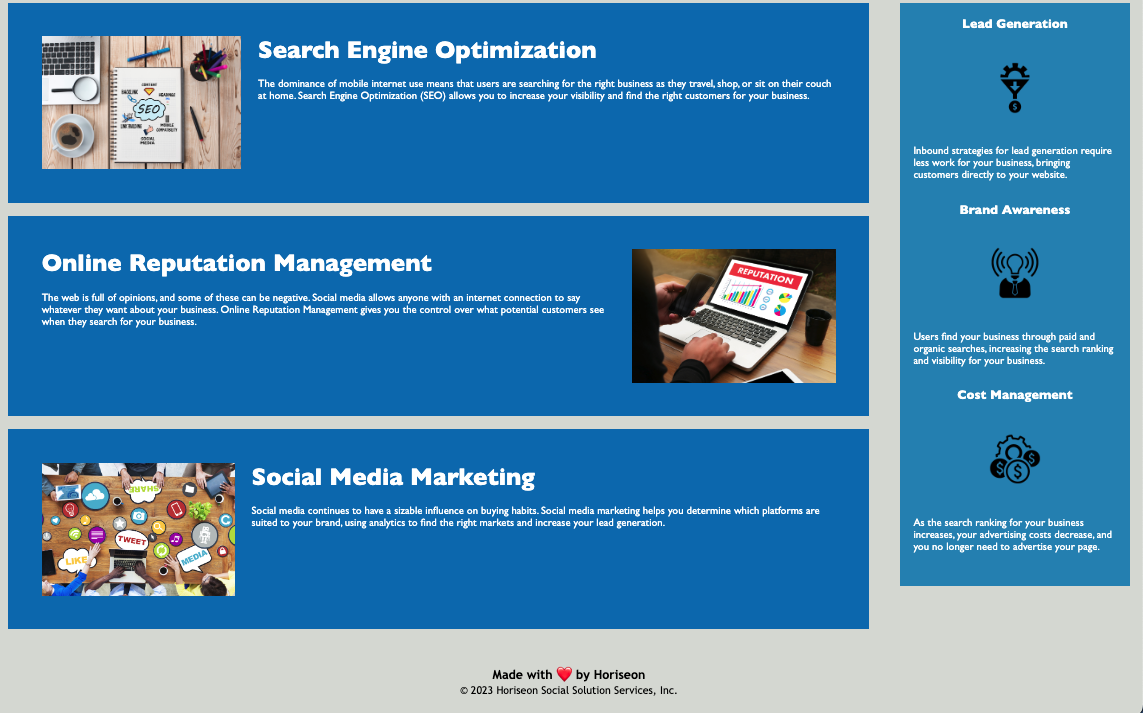 Search Engine Optimization
The dominance of mobile internet use means that users are searching for the right business as they travel, shop, or sit on their couch
at home. Search Engine Optimization (SEO) allows you to increase your visibility and find the right customers for your business.
SEO
SOCIAL
MEDIA
Online Reputation Management
The web is full of opinions, and some of these can be negative. Social media allows anyone with an internet connection to say
whatever they want about your business. Online Reputation Management gives you the control over what potential customers see
when they search for your business.
REPUTATION
Social Media Marketing
Social media continues to have a sizable influence on buying habits. Social media marketing helps you determine which platforms are
suited to your brand, using analytics to find the right markets and increase your lead generation.
SHARE
TWEET
LIKE
MEDIA
Lead Generation
Inbound strategies for lead generation require
less work for your business, bringing
customers directly to your website.
Brand Awareness
Users find your business through paid and
organic searches, increasing the search ranking
and visibility for your business.
Cost Management
As the search ranking for your business
increases, your advertising costs decrease, and
you no longer need to advertise your page.
Made with ❤️ by Horiseon
© 2023 Horiseon Social Solution Services, Inc.